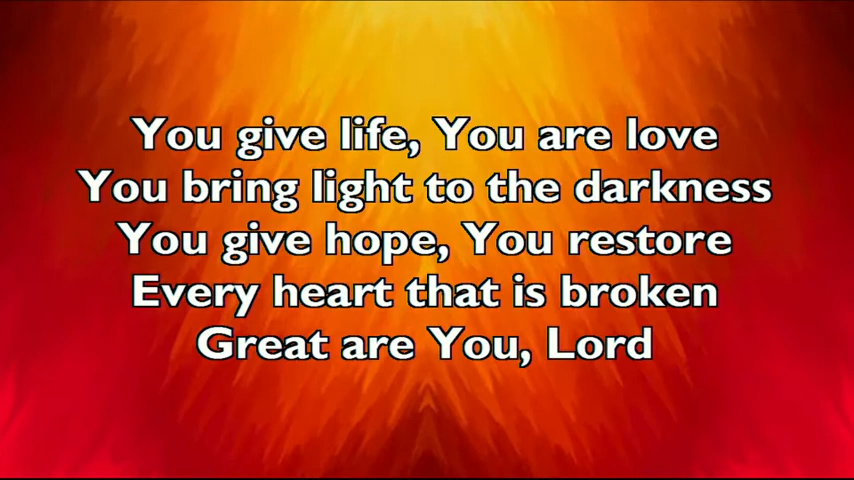 You give life, You are love
You bring light to the darkness
You give hope, You restore
Every heart that is broken
Great are You, Lord